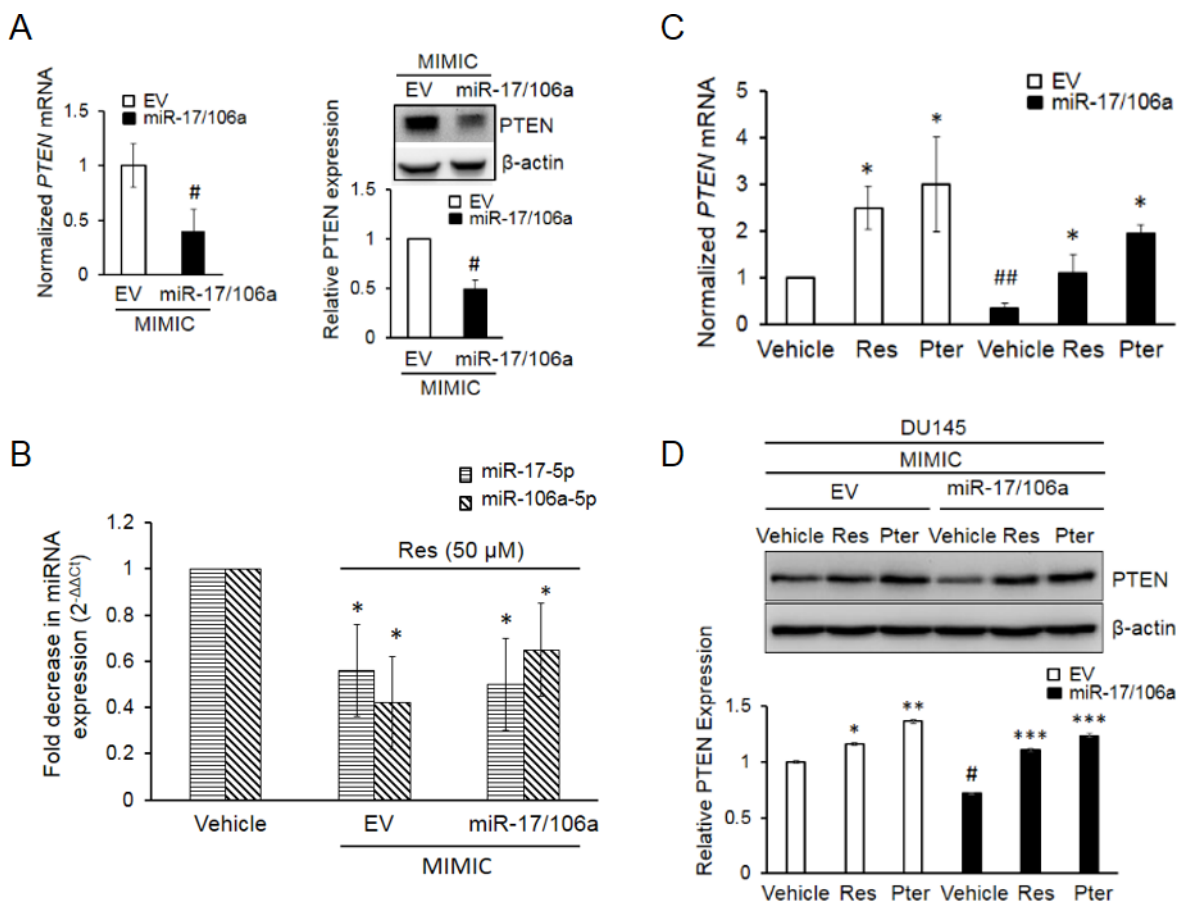 A
Normalized PTEN mRNA
1.5
1
0.5
0
EV
miR-17/106a
#
EV miR-17/106a
MIMIC
MIMIC
EV miR-17/106a
PTEN
β-actin
Relative PTEN expression
1.5
1
0.5
0
EV
miR-17/106a
#
EV miR-17/106a
MIMIC
B
miR-17-5p
miR-106a-5p
Fold decrease in miRNA
expression (2-ΔΔCt)
1.2
1
0.8
0.6
0.4
0.2
0
Res (50 µM)
* * * *
Vehicle EV miR-17/106a
MIMIC
C
EV
miR-17/106a
Normalized PTEN mRNA
5
4
3
2
1
0
* * ## * *
Vehicle Res Pter Vehicle Res Pter
D
DU145
MIMIC
EV miR-17/106a
Vehicle Res Pter Vehicle Res Pter
PTEN
β-actin
EV
miR-17/106a
Relative PTEN Expression
1.5
1
0.5
0
* ** # *** ***
Vehicle Res Pter Vehicle Res Pter